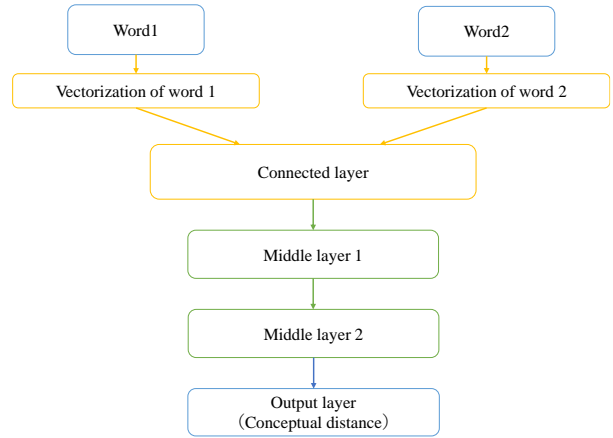 Word1
Word2
Vectorization of word 1
Vectorization of word 2
Connected layer
Middle layer 1
Middle layer 2
Output layer
（Conceptual distance）